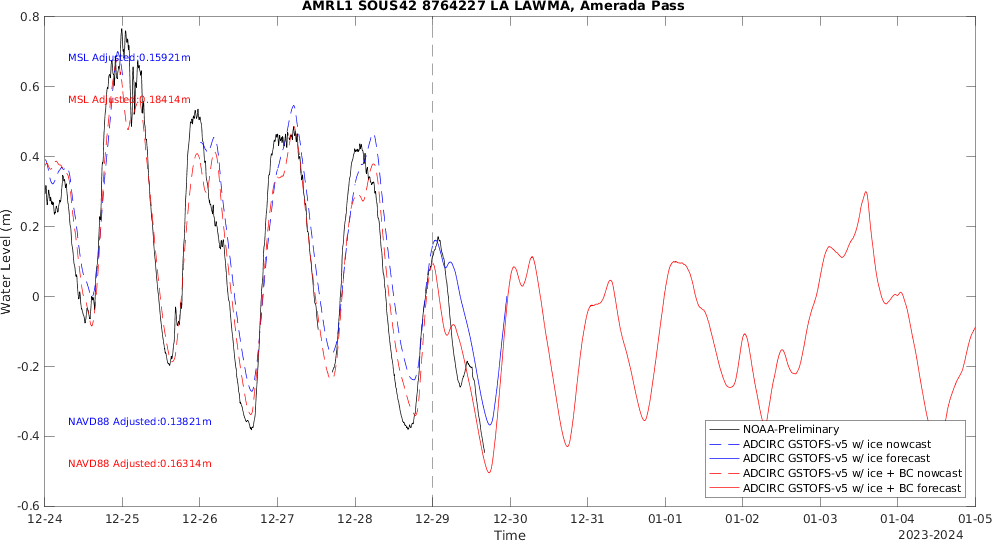 AMRL1 SOUS42 8764227 LA LAWMA, Amerada Pass
0.8
0.6
0.4
0.2
0
-0.2
-0.4
-0.6
Water Level (m)
MSL Adjusted:0.15921m
MSL Adjusted:0.18414m
NAVD88 Adjusted:0.13821m
NAVD88 Adjusted:0.16314m
NOAA-Preliminary
ADCIRC GSTOFS-v5 w/ ice nowcast
ADCIRC GSTOFS-v5 w/ ice forecast
ADCIRC GSTOFS-v5 w/ ice + BC nowcast
ADCIRC GSTOFS-v5 w/ ice + BC forecast
12-24 12-25 12-26 12-27 12-28 12-29 12-30 12-31 01-01 01-02 01-03 01-04 01-05
Time
2023-2024